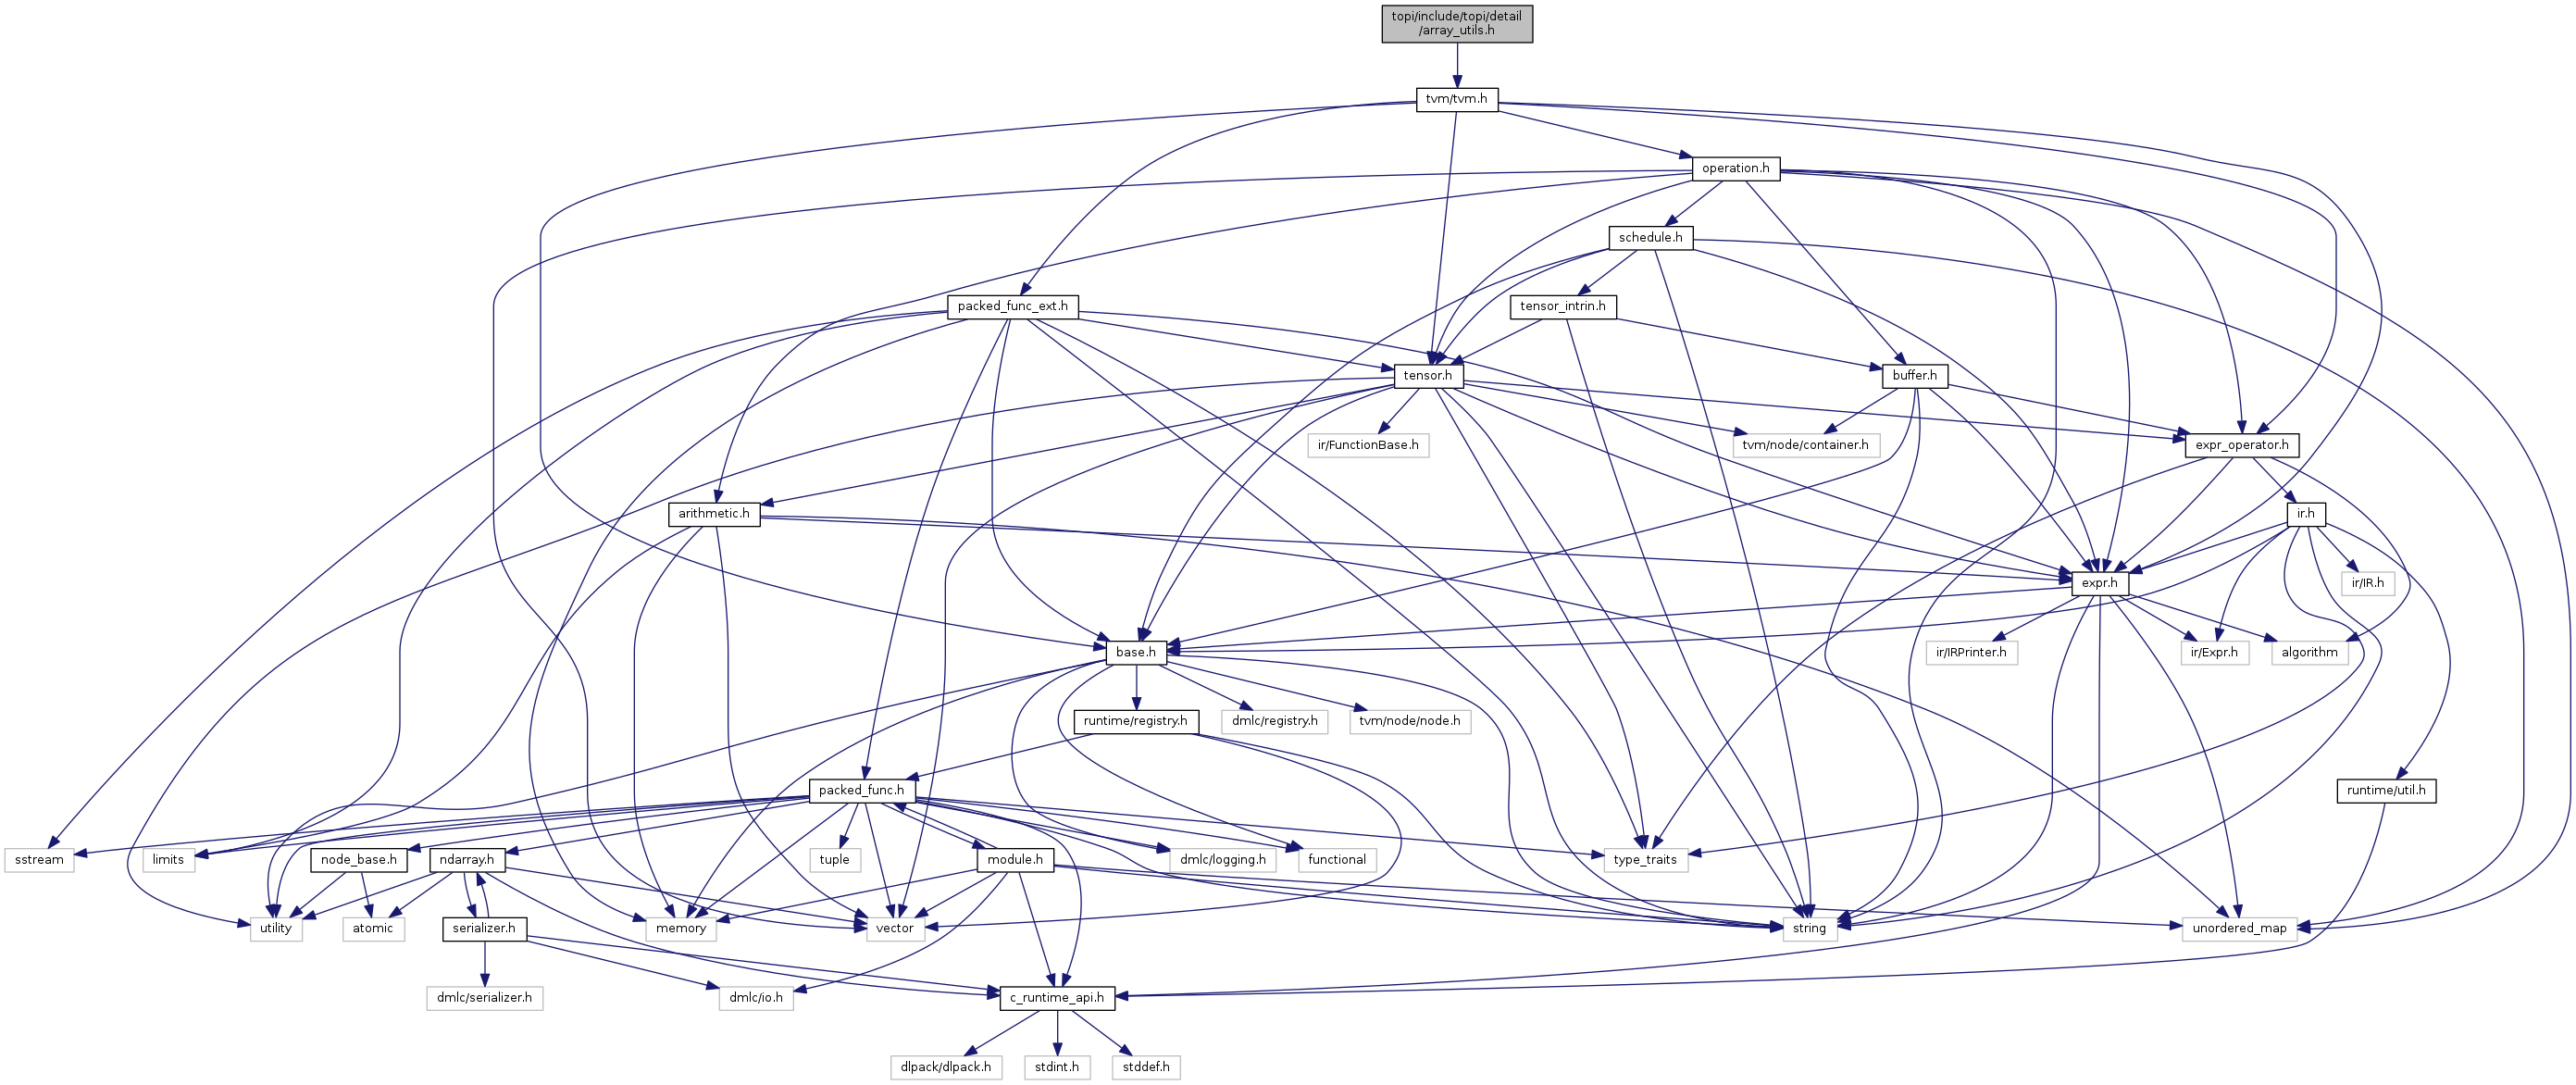 topi/include/topi/detail
/array_utils.h
tvm/tvm.h
operation.h
schedule.h
packed_func_ext.h
tensor_intrin.h
tensor.h
buffer.h
ir/FunctionBase.h
tvm/node/container.h
expr_operator.h
arithmetic.h
ir.h
expr.h
ir/IR.h
base.h
ir/IRPrinter.h
ir/Expr.h
algorithm
runtime/registry.h
dmlc/registry.h
tvm/node/node.h
packed_func.h
runtime/util.h
sstream
limits
node_base.h
ndarray.h
tuple
module.h
dmlc/logging.h
functional
type_traits
utility
atomic
serializer.h
memory
vector
string
unordered_map
dmlc/serializer.h
dmlc/io.h
c_runtime_api.h
dlpack/dlpack.h
stdint.h
stddef.h